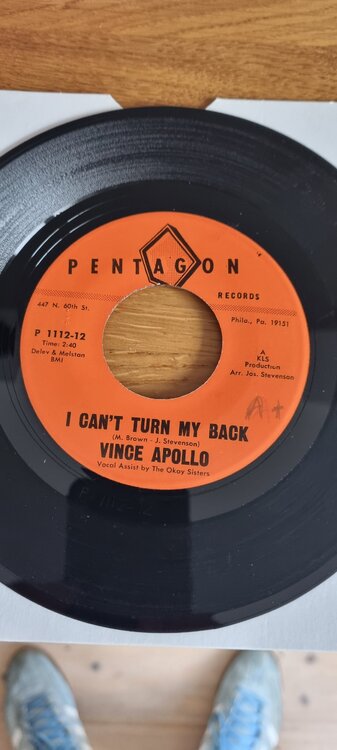 PENTAGON
RECORDS
447 N. 60th St.
Phila., Pa. 19151
P 1112-12
Time: 2:40
Delev & Melston
BMI
A
KLS
Production
Arr. Jos. Stevenson
A+
I CAN'T TURN MY BACK
(M. Brown - J. Stevenson)
VINCE APOLLO
Vocal Assist by The Okay Sisters